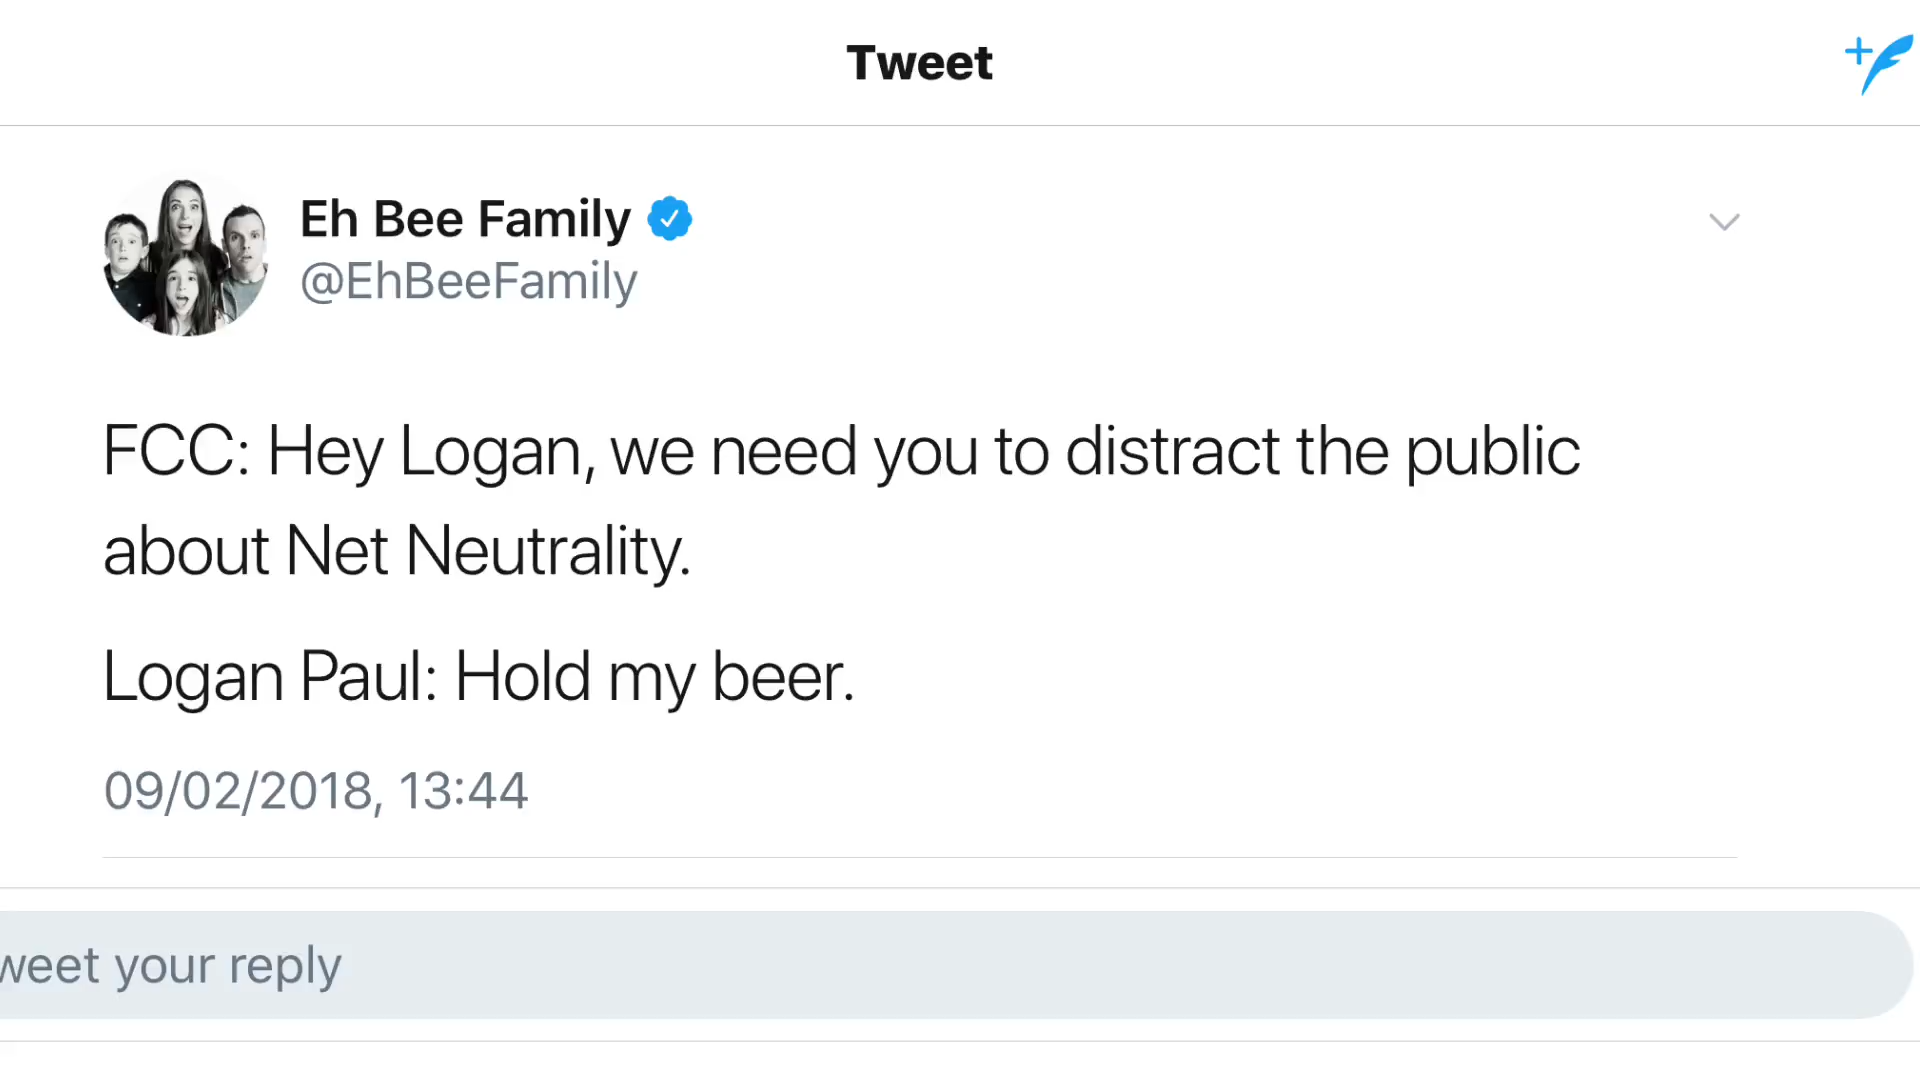 Tweet
Eh Bee Family
@EhBeeFamily
FCC: Hey Logan, we need you to distract the public
about Net Neutrality.
Logan Paul: Hold my beer.
09/02/2018, 13:44
weet your reply